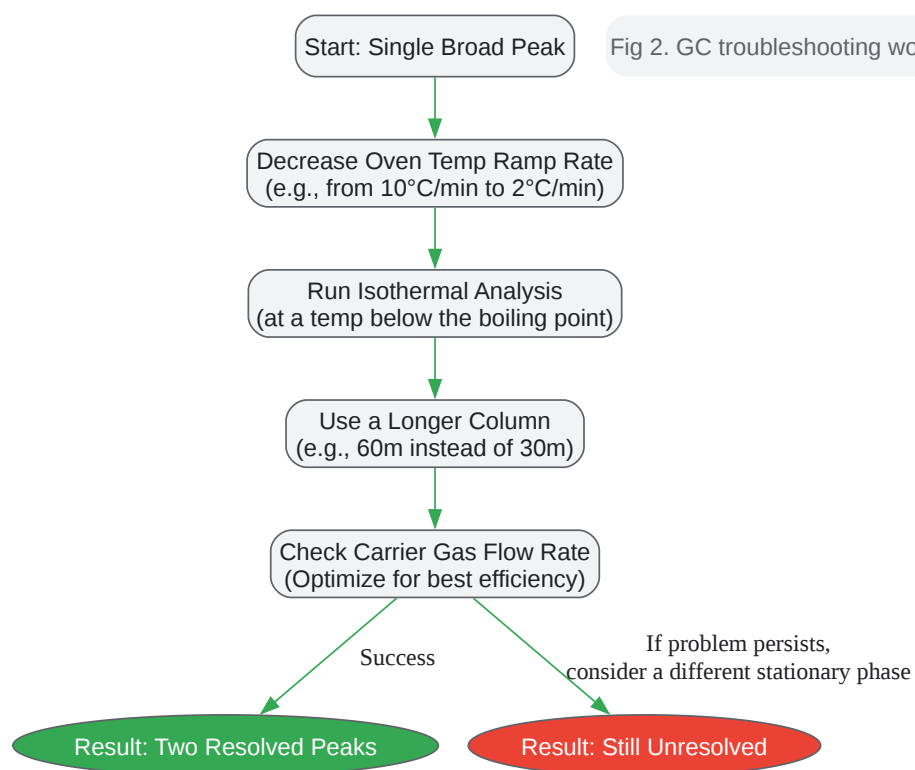 Start: Single Broad Peak
Fig 2. GC troubleshooting
Decrease Oven Temp Ramp Rate
(e.g., from 10°C/min to 2°C/min)
Run Isothermal Analysis
(at a temp below the boiling point)
Use a Longer Column
(e.g., 60m instead of 30m)
Check Carrier Gas Flow Rate
(Optimize for best efficiency)
Success
If problem persists,
consider a different stationary phase
Result: Two Resolved Peaks
Result: Still Unresolved